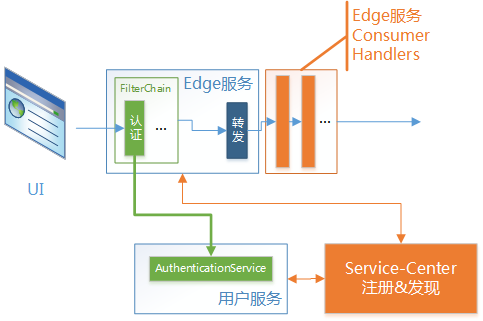 Edge服务
Consumer
Handlers
Edge服务
FilterChain
认
证
...
...
转
发
...
UI
AuthenticationService
用户服务
Service-Center
注册&发现